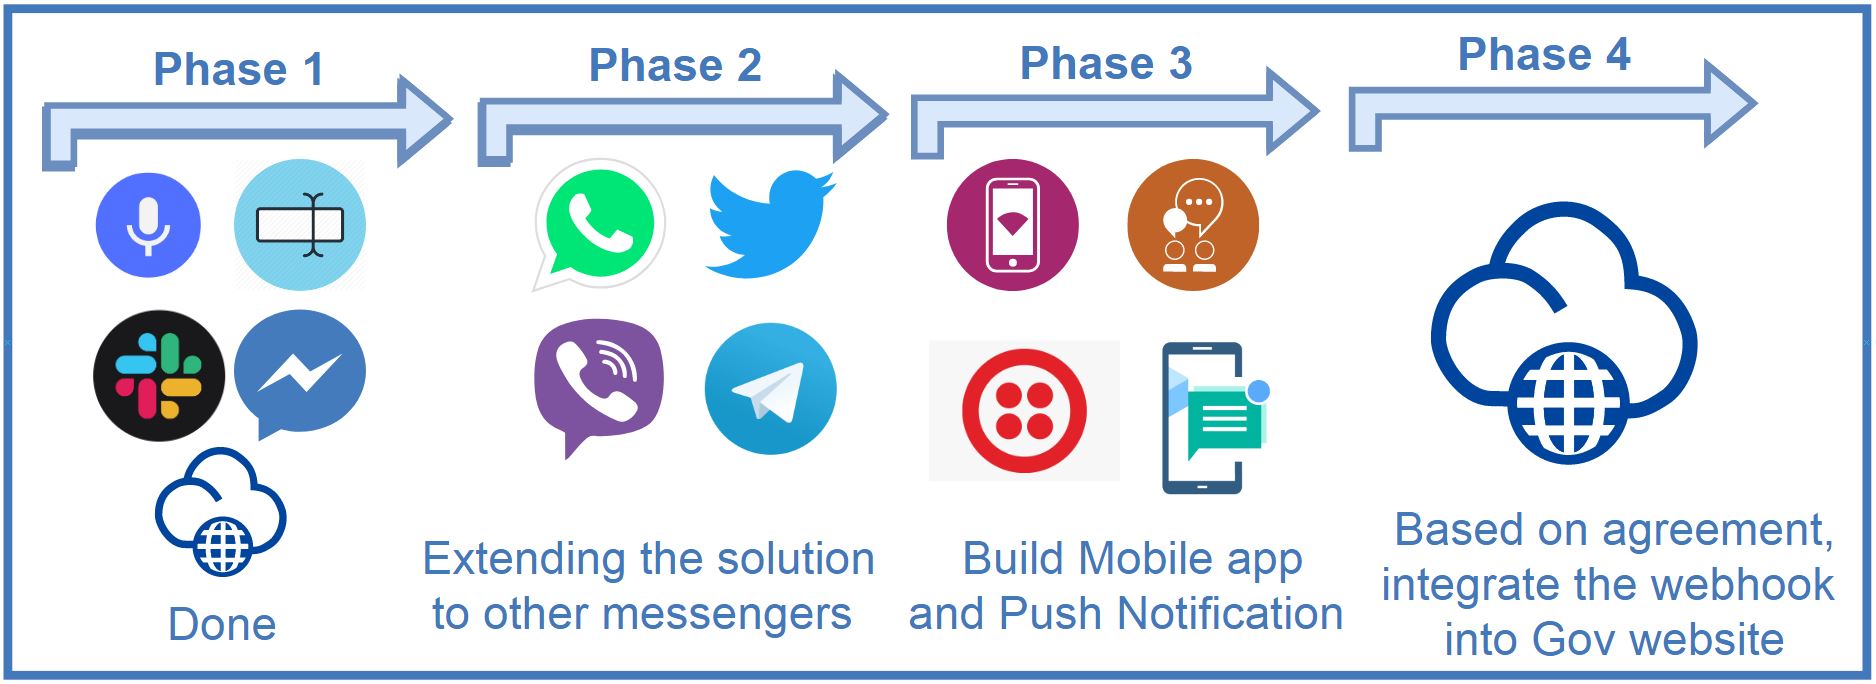 Phase 1
Phase 2
Phase 3
Phase 4
Done
Extending the solution
to other messengers
Build Mobile app
and Push Notification
Based on agreement,
integrate the webhook
into Gov website